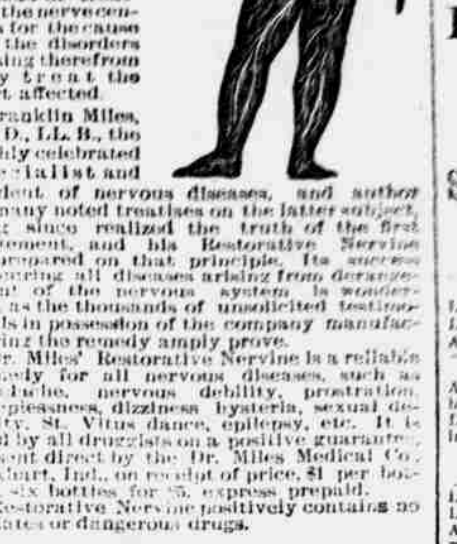 the nerve cen-
s for the cause
the disorders
ing therefrom
y treat the
t affected.
ranklin Miles,
D., LL. B., the
hly celebrated
ecialist and
dent of nervous diseases, and author
many noted treatises on the latter subject,
g since realized the truth of the first
tement, and his Restorative Nervine
prepared on that principle. Its success
curing all diseases arising from derange-
nt of the nervous system is wonder-
, as the thousands of unsolicited testimo-
ls in possession of the company manufac-
ring the remedy amply prove.
r. Miles' Restorative Nervine is a reliable
edy for all nervous diseases, such as
dache, nervous debility, prostration,
eplessness, dizziness hysteria, sexual de-
ity, St. Vitus dance, epilepsy, etc. It is
d by all druggists on a positive guarantee,
sent direct by the Dr. Miles Medical Co.,
khart, Ind., on receipt of price, $1 per bot-
six bottles for $5, express prepaid.
Restorative Nervine positively contains no
iates or dangerous drugs.